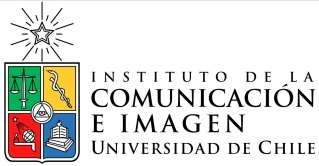 INSTITUTO DE LA
COMUNICACIÓN
E IMAGEN
UNIVERSIDAD DE CHILE